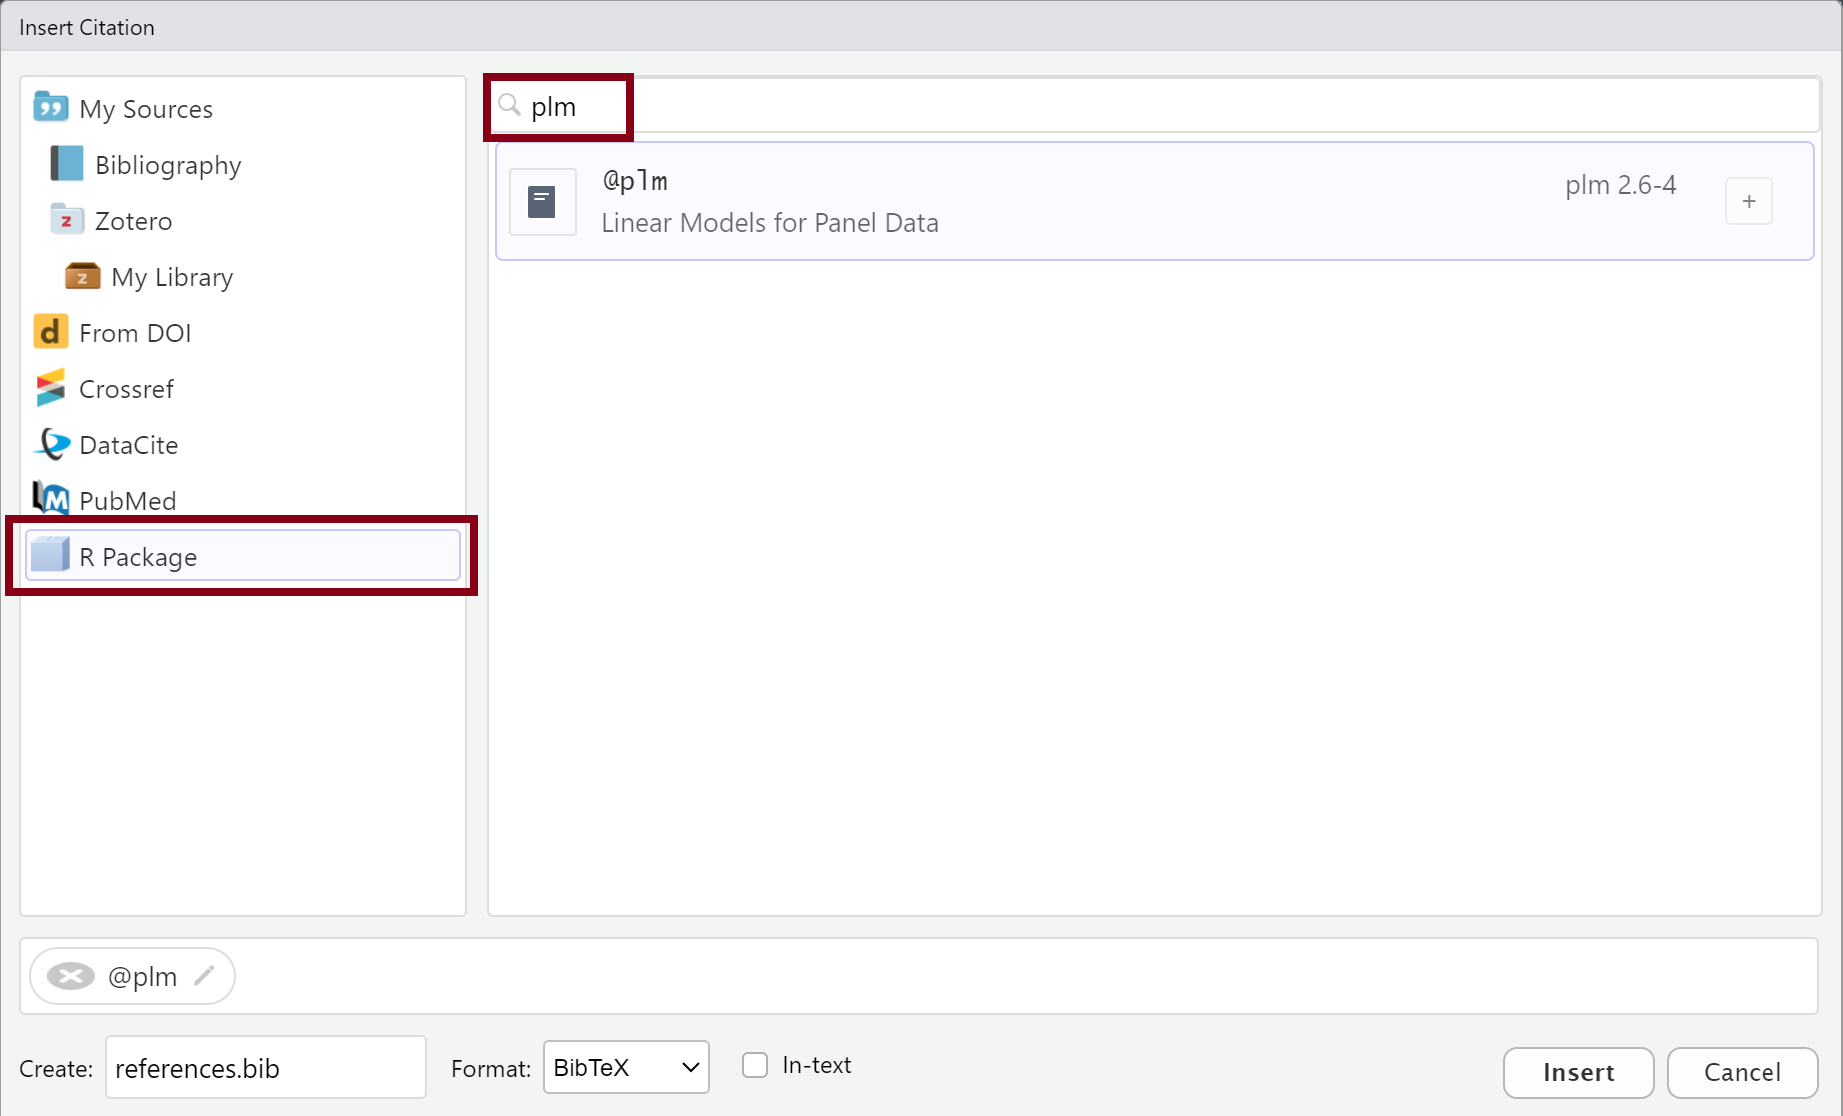 Insert Citation
My Sources
Bibliography
Zotero
My Library
From DOI
Crossref
DataCite
PubMed
R Package
plm
@plm
plm 2.6-4
Linear Models for Panel Data
@plm
Create: references.bib Format: BibTeX In-text Insert Cancel